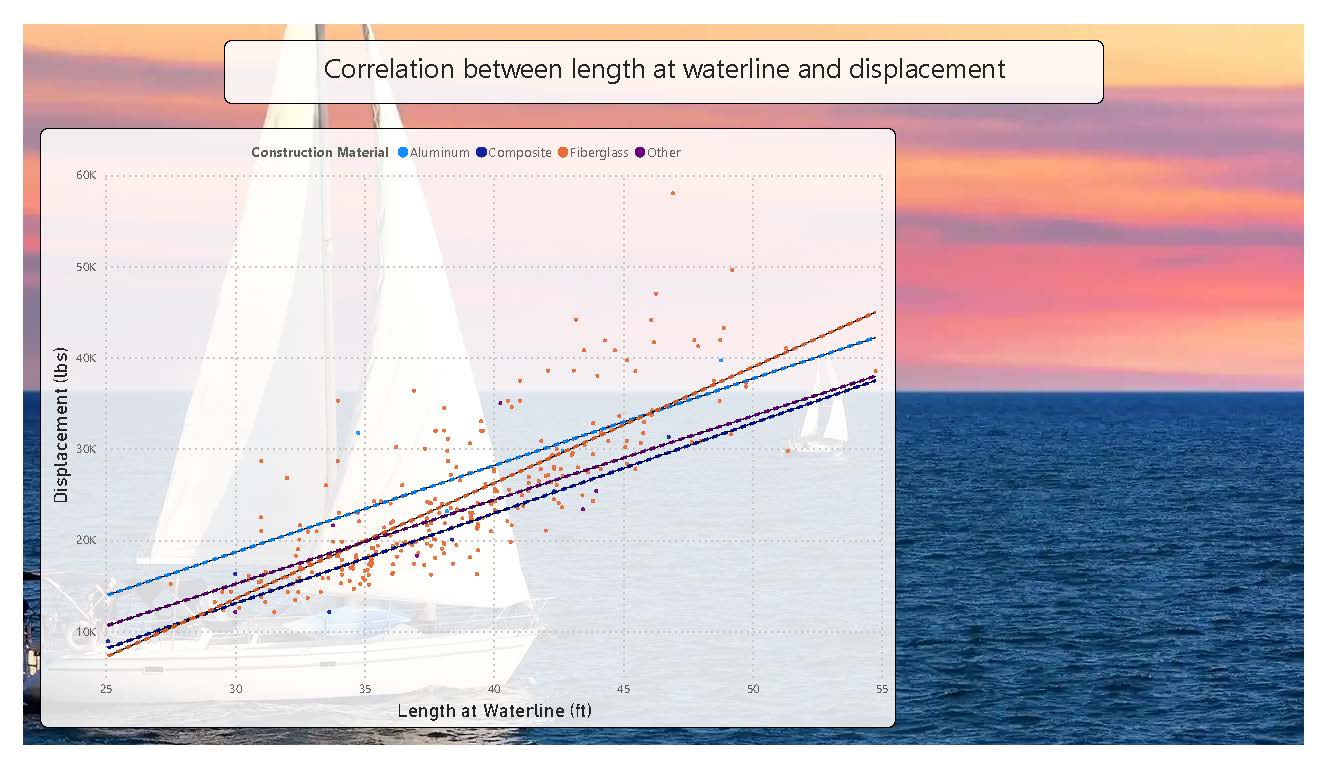 Correlation between length at waterline and displacement
Construction Material Aluminum Composite Fiberglass Other
60K
50K
40K
30K
20K
10K
Displacement (lbs)
25 30 35 40 45 50 55
Length at Waterline (ft)